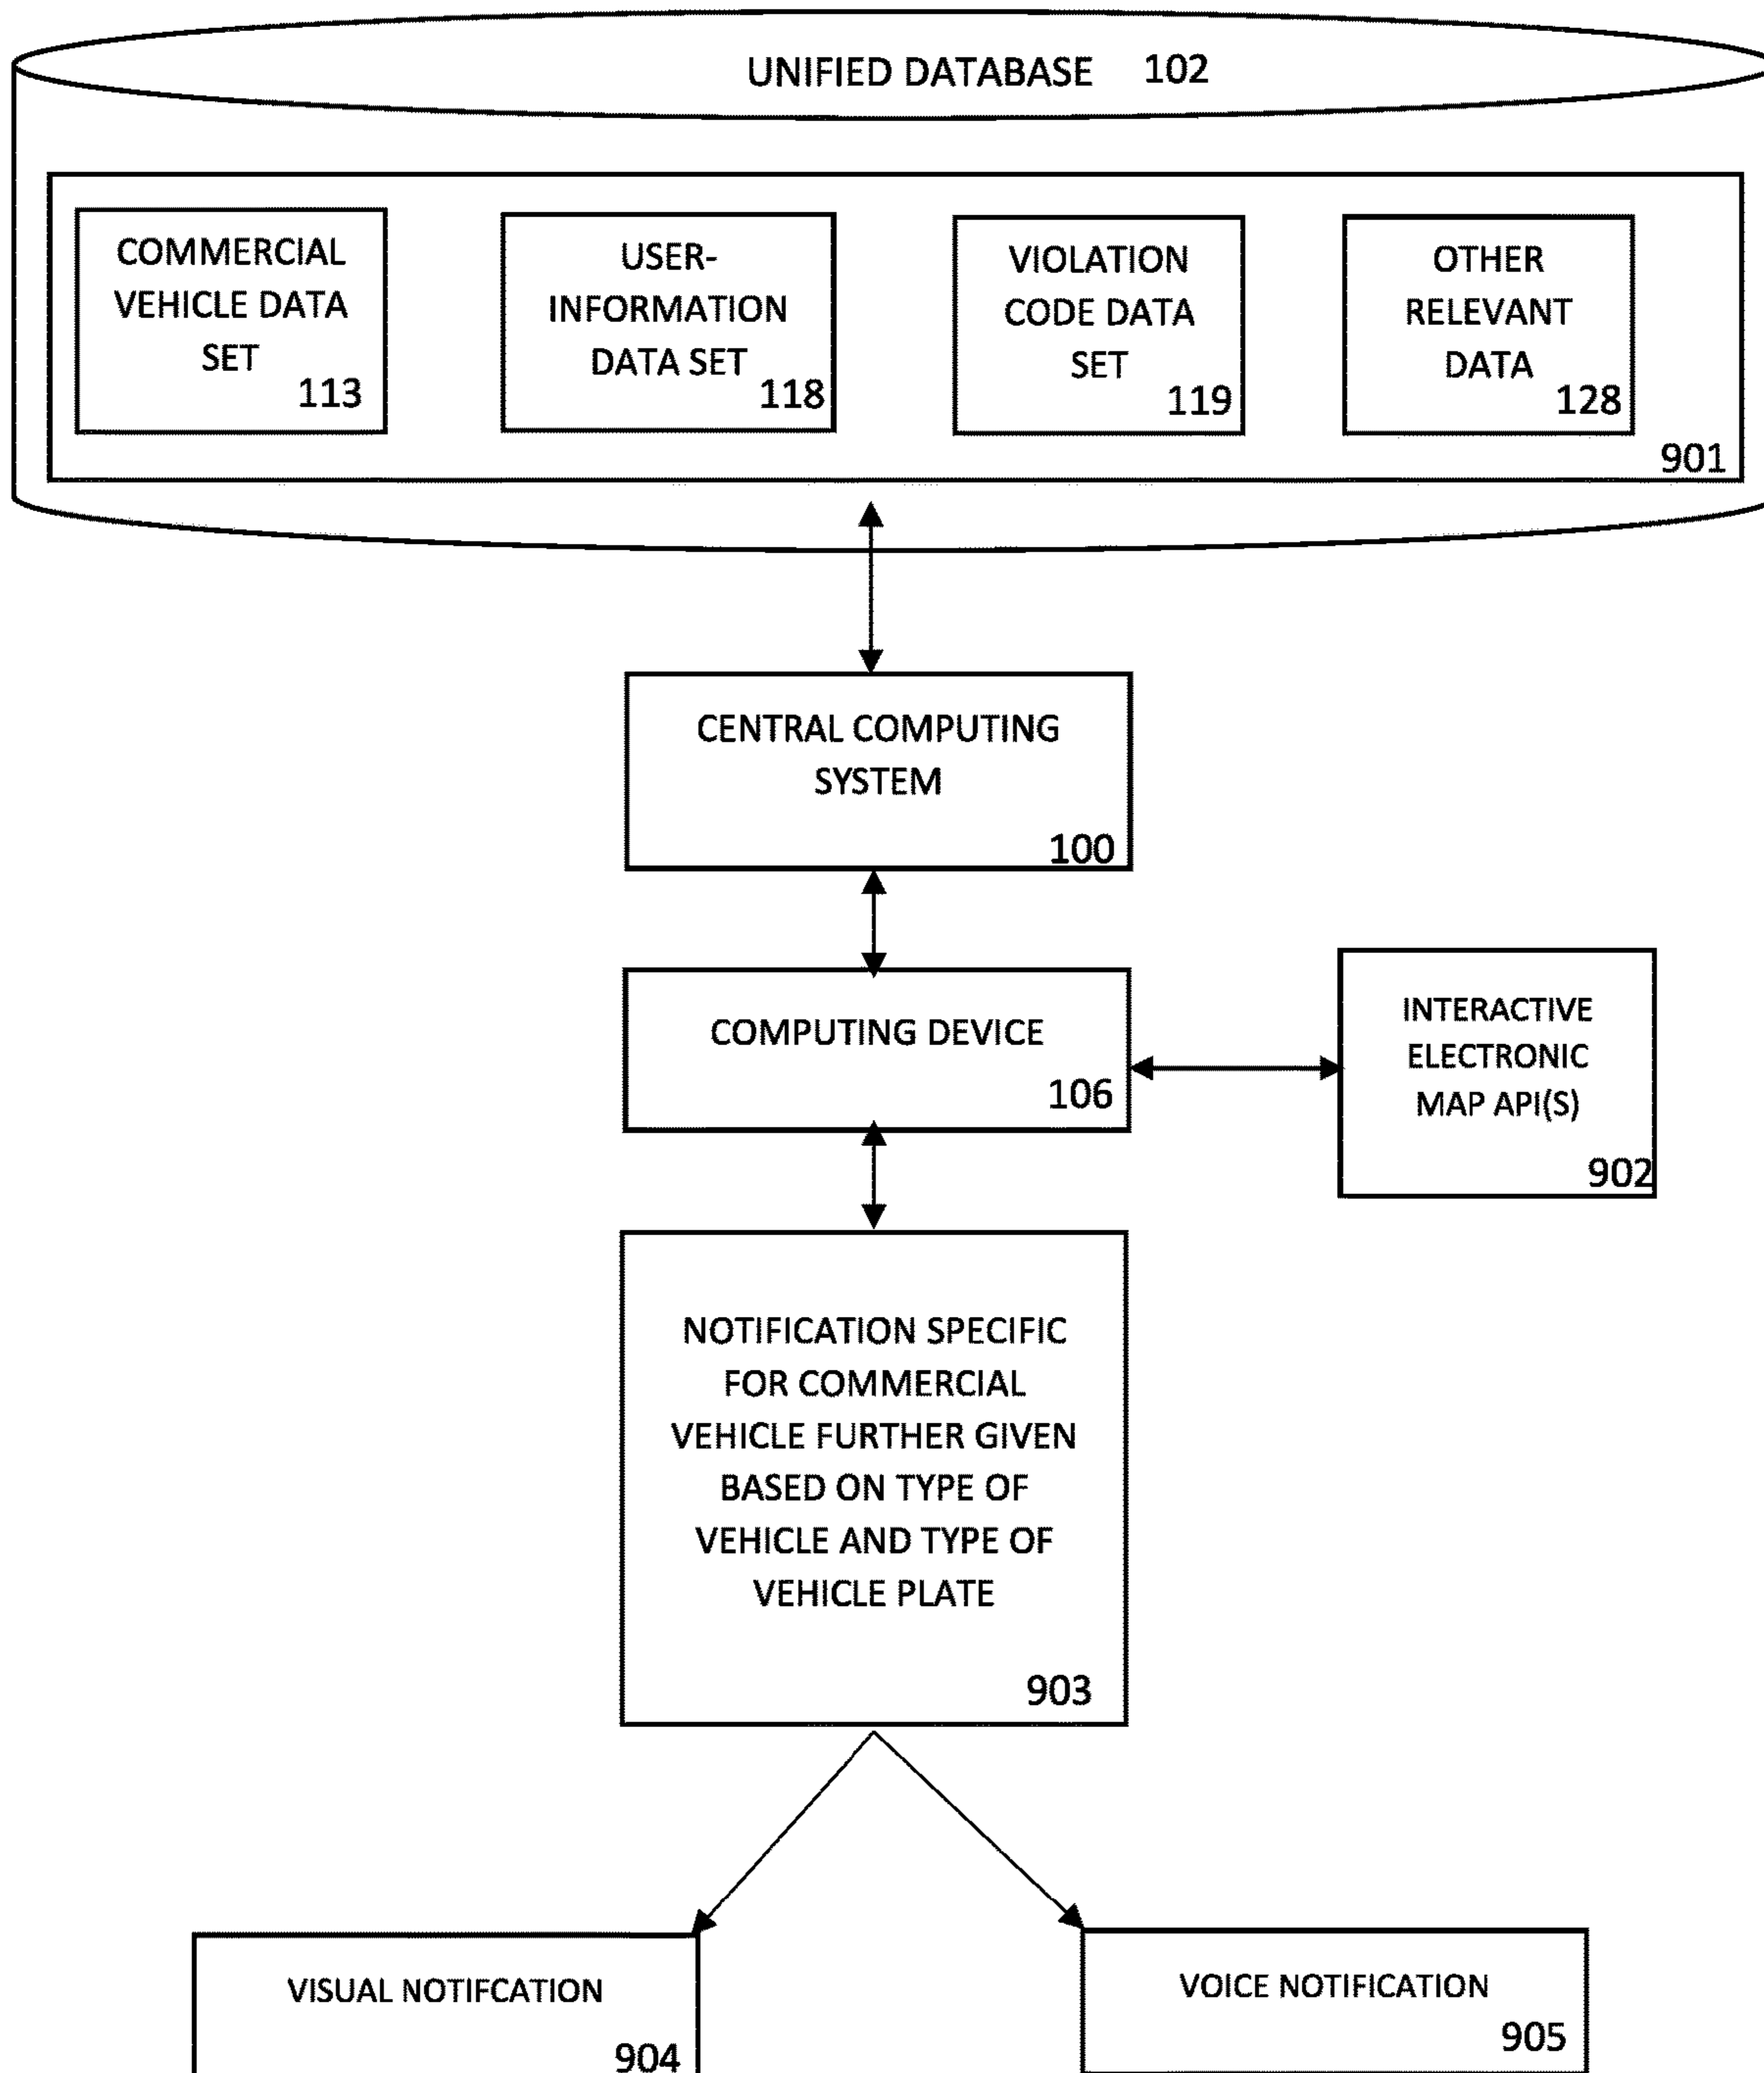 UNIFIED DATABASE 102
COMMERCIAL
VEHICLE DATA
SET
113
USER-
INFORMATION
DATA SET
118
VIOLATION
CODE DATA
SET
119
OTHER
RELEVANT
DATA
128
901
CENTRAL COMPUTING
SYSTEM
100
COMPUTING DEVICE
106
INTERACTIVE
ELECTRONIC
MAP API(S)
902
NOTIFICATION SPECIFIC
FOR COMMERCIAL
VEHICLE FURTHER GIVEN
BASED ON TYPE OF
VEHICLE AND TYPE OF
VEHICLE PLATE
903
VISUAL NOTIFCATION
904
VOICE NOTIFICATION
905